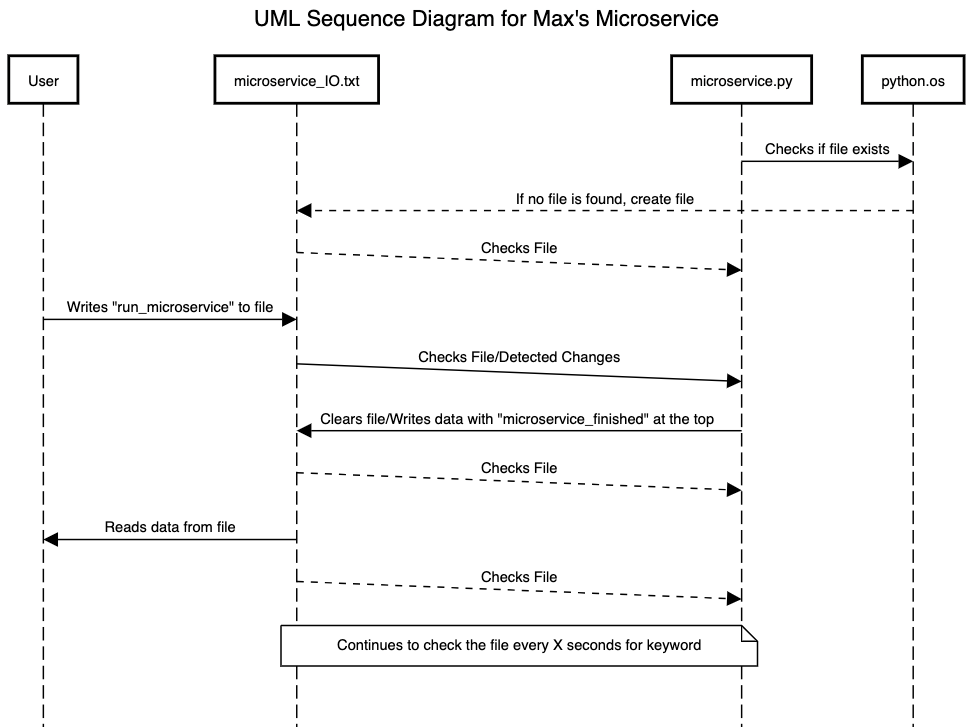 UML Sequence Diagram for Max's Microservice
User
microservice_IO.txt
microservice.py
python.os
Checks if file exists
If no file is found, create file
Checks File
Writes "run_microservice" to file
Checks File/Detected Changes
Clears file/Writes data with "microservice_finished" at the top
Checks File
Reads data from file
Checks File
Continues to check the file every X seconds for keyword